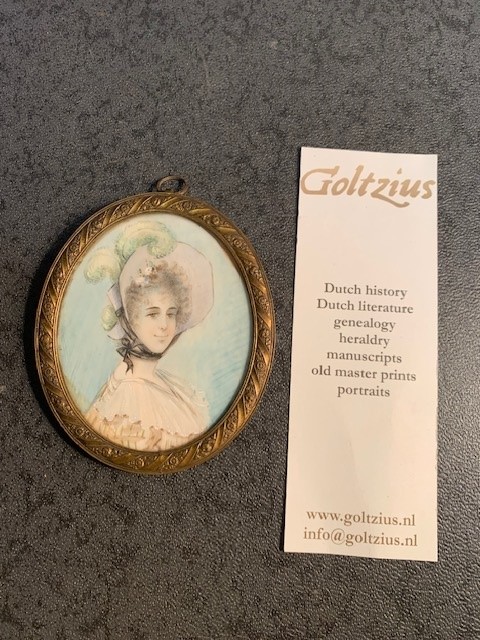 Goltzius
Dutch history
Dutch literature
genealogy
heraldry
manuscripts
old master prints
portraits
www.goltzius.nl
info@goltzius.nl